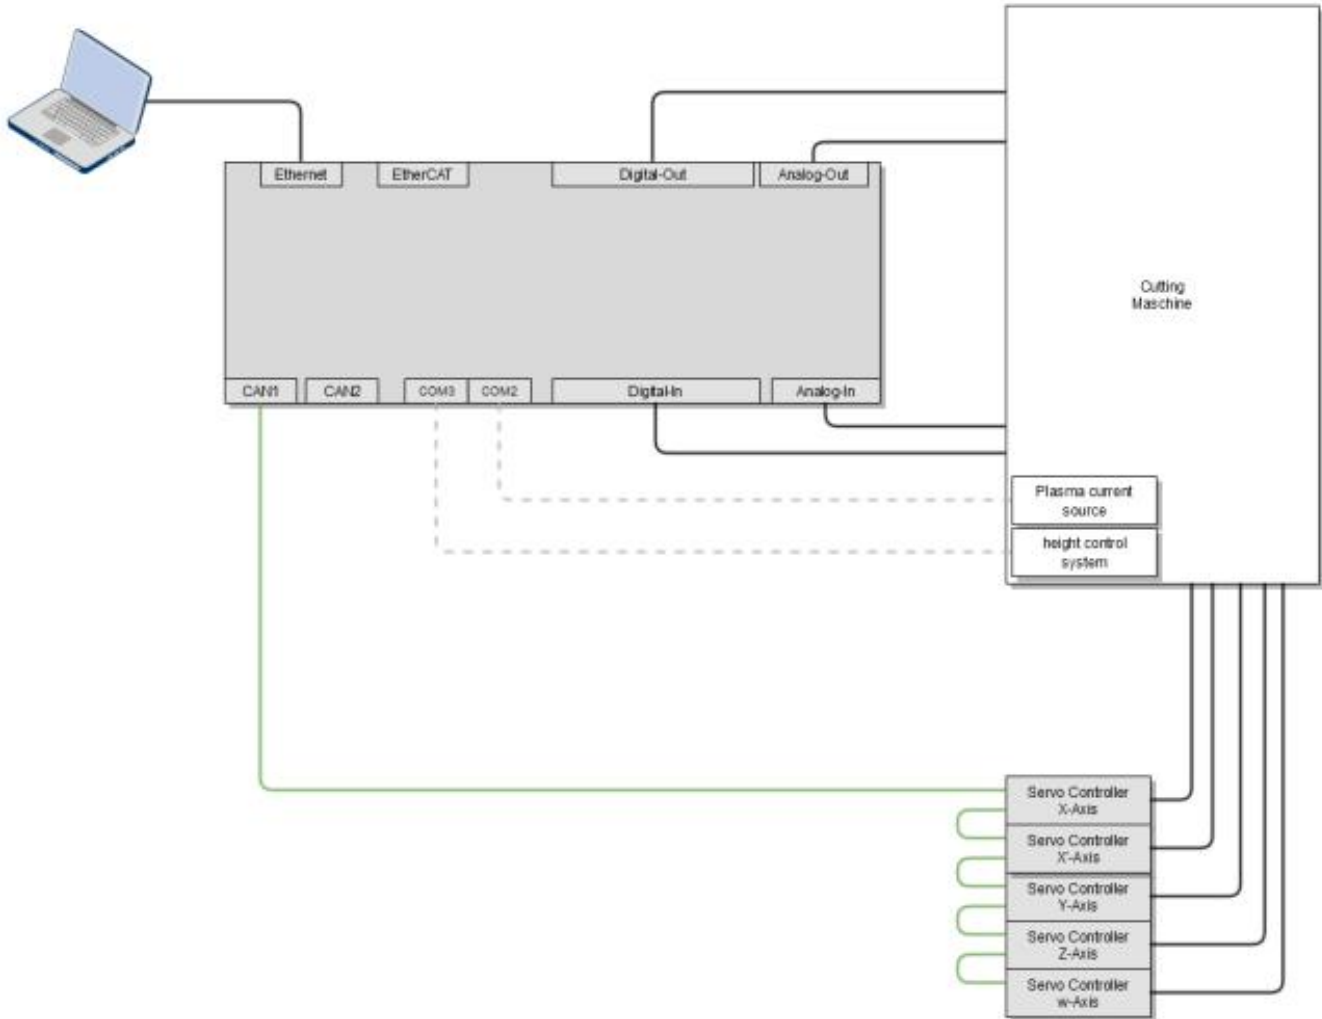 Ethernet
EtherCAT
Digital-Out
Analog-Out
Cutting
Maschine
CAN1
CAN2
COM3
COM2
Digital-In
Analog-In
Plasma current
source
height control
system
Servo Controller
X-Axis
Servo Controller
X'-Axis
Servo Controller
Y-Axis
Servo Controller
Z-Axis
Servo Controller
w-Axis